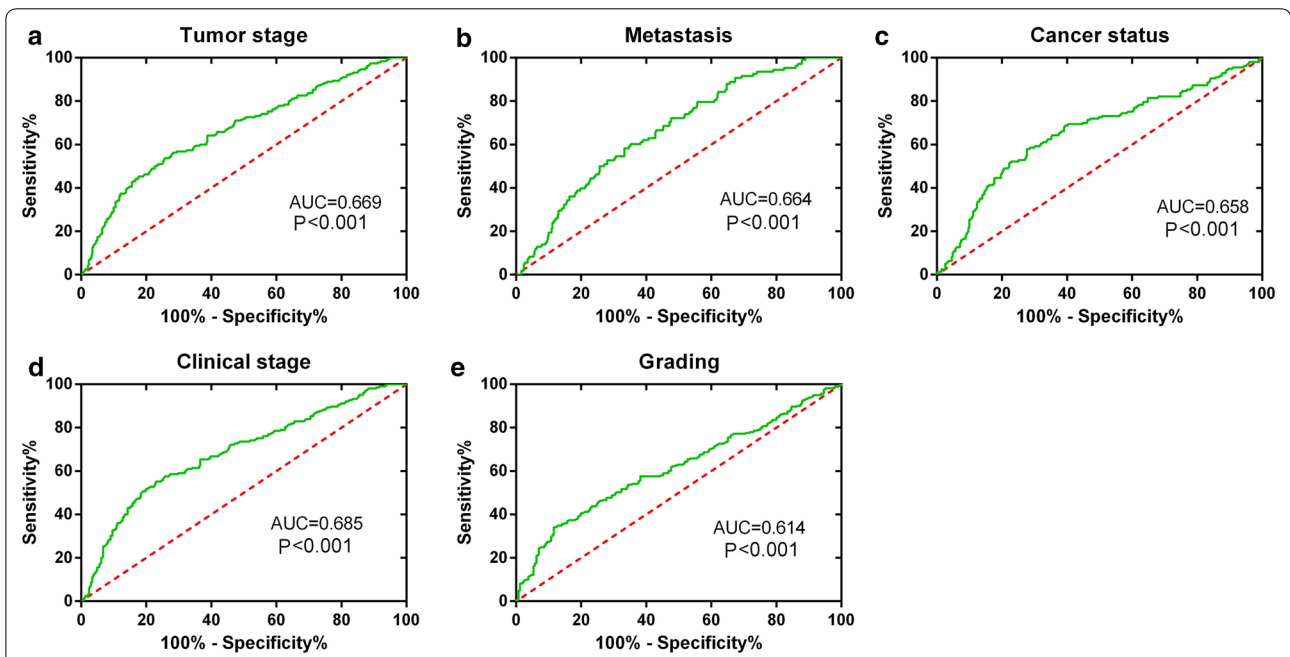 a Tumor stage
100
80
60
40
20
0
Sensitivity%
AUC=0.669
P<0.001
0 20 40 60 80 100
100% - Specificity%
b Metastasis
100
80
60
40
20
0
Sensitivity%
AUC=0.664
P<0.001
0 20 40 60 80 100
100% - Specificity%
c Cancer status
100
80
60
40
20
0
Sensitivity%
AUC=0.658
P<0.001
0 20 40 60 80 100
100% - Specificity%
d Clinical stage
100
80
60
40
20
0
Sensitivity%
AUC=0.685
P<0.001
0 20 40 60 80 100
100% - Specificity%
e Grading
100
80
60
40
20
0
Sensitivity%
AUC=0.614
P<0.001
0 20 40 60 80 100
100% - Specificity%